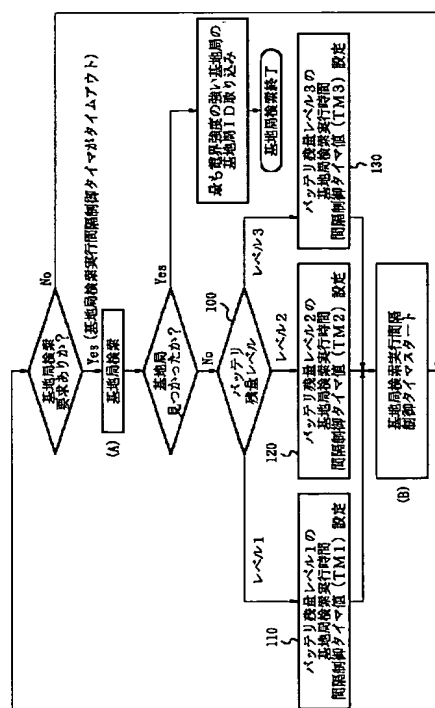 基地局検索
要求ありか?
No
Yes (基地局検索実行間隔制御タイマがタイムアウト)
基地局検索
(A)
基地局
見つかったか?
Yes
No
最も電界強度の強い基地局の
基地局ID取り込み
基地局検索終了
100
バッテリ
残量レベル
レベル1
レベル2
レベル3
110
バッテリ残量レベル1の
基地局検索実行時間
間隔制御タイマ値(TM1)設定
120
バッテリ残量レベル2の
基地局検索実行時間
間隔制御タイマ値(TM2)設定
バッテリ残量レベル3の
基地局検索実行時間
間隔制御タイマ値(TM3)設定
130
基地局検索実行間隔
制御タイマスタート
(B)